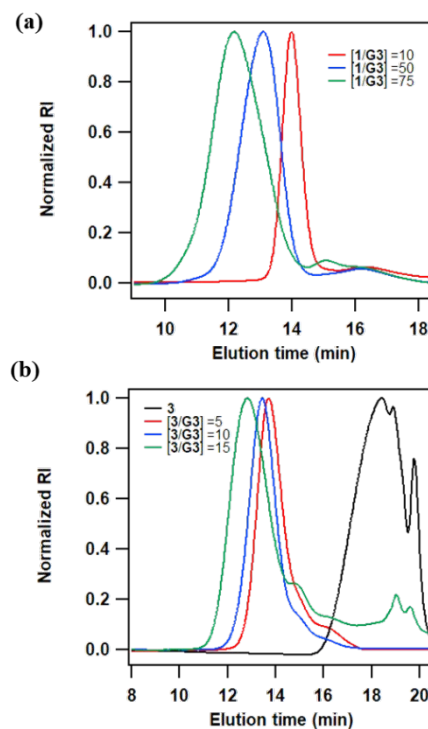 (a)
1.0
0.8
0.6
0.4
0.2
0.0
Normalized RI
[1/G3] =10
[1/G3] =50
[1/G3] =75
10 12 14 16 18
Elution time (min)
(b)
1.0
0.8
0.6
0.4
0.2
0.0
Normalized RI
3
[3/G3] =5
[3/G3] =10
[3/G3] =15
8 10 12 14 16 18 20
Elution time (min)